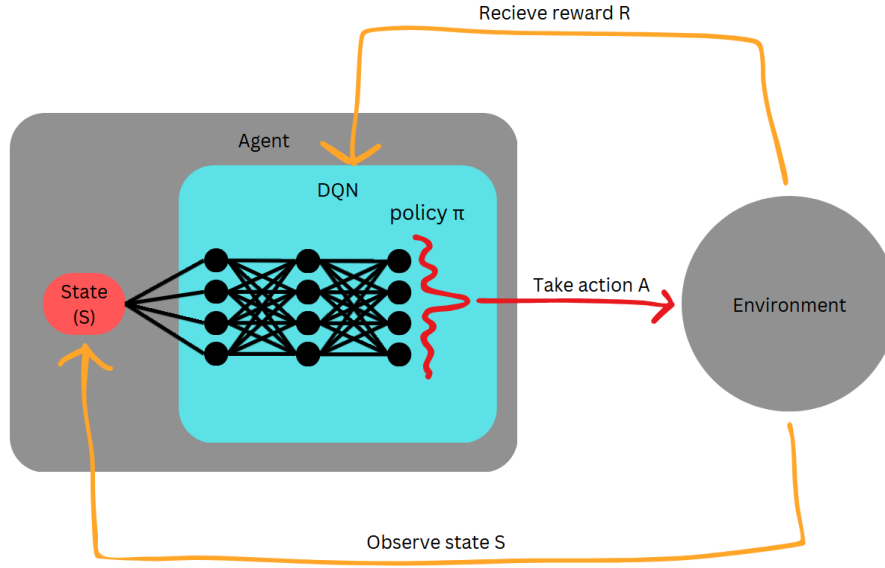 Recieve reward R
Agent
DQN
policy π
State
(S)
Take action A
Environment
Observe state S